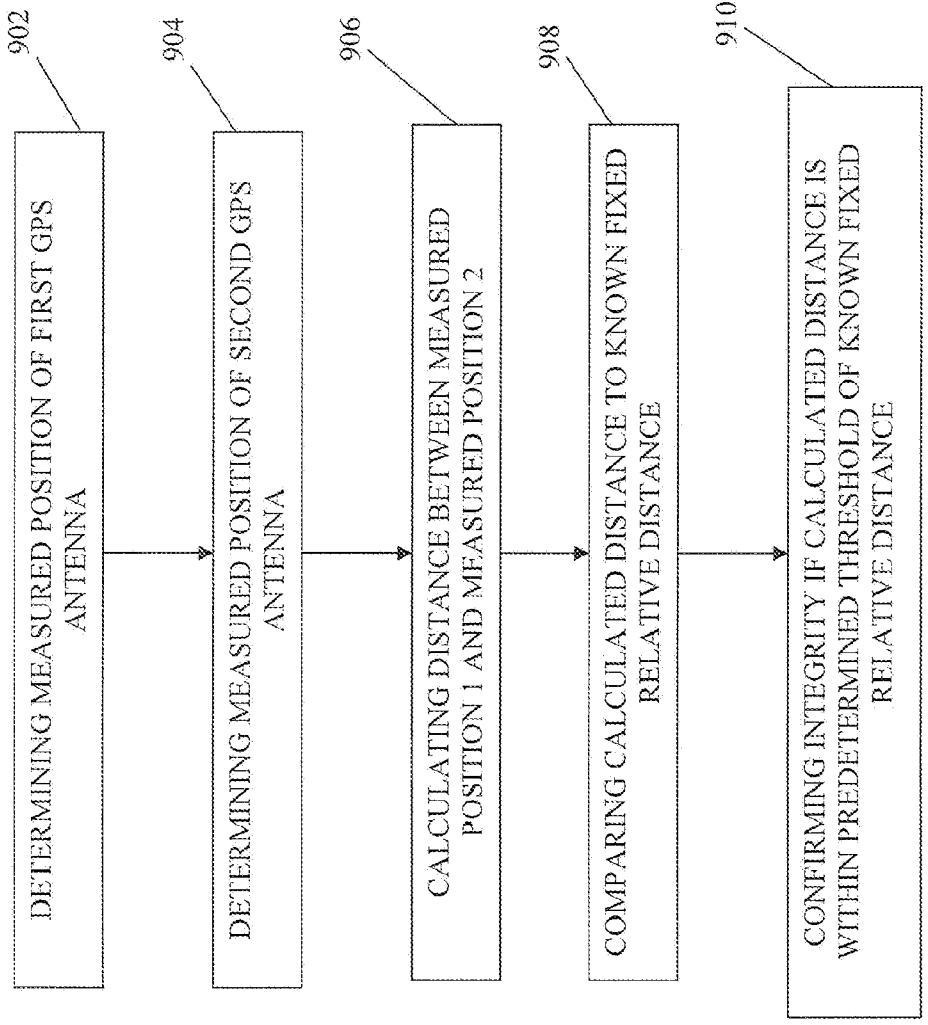 902
DETERMINING MEASURED POSITION OF FIRST GPS
ANTENNA
904
DETERMINING MEASURED POSITION OF SECOND GPS
ANTENNA
906
CALCULATING DISTANCE BETWEEN MEASURED
POSITION 1 AND MEASURED POSITION 2
908
COMPARING CALCULATED DISTANCE TO KNOWN FIXED
RELATIVE DISTANCE
910
CONFIRMING INTEGRITY IF CALCULATED DISTANCE IS
WITHIN PREDETERMINED THRESHOLD OF KNOWN FIXED
RELATIVE DISTANCE